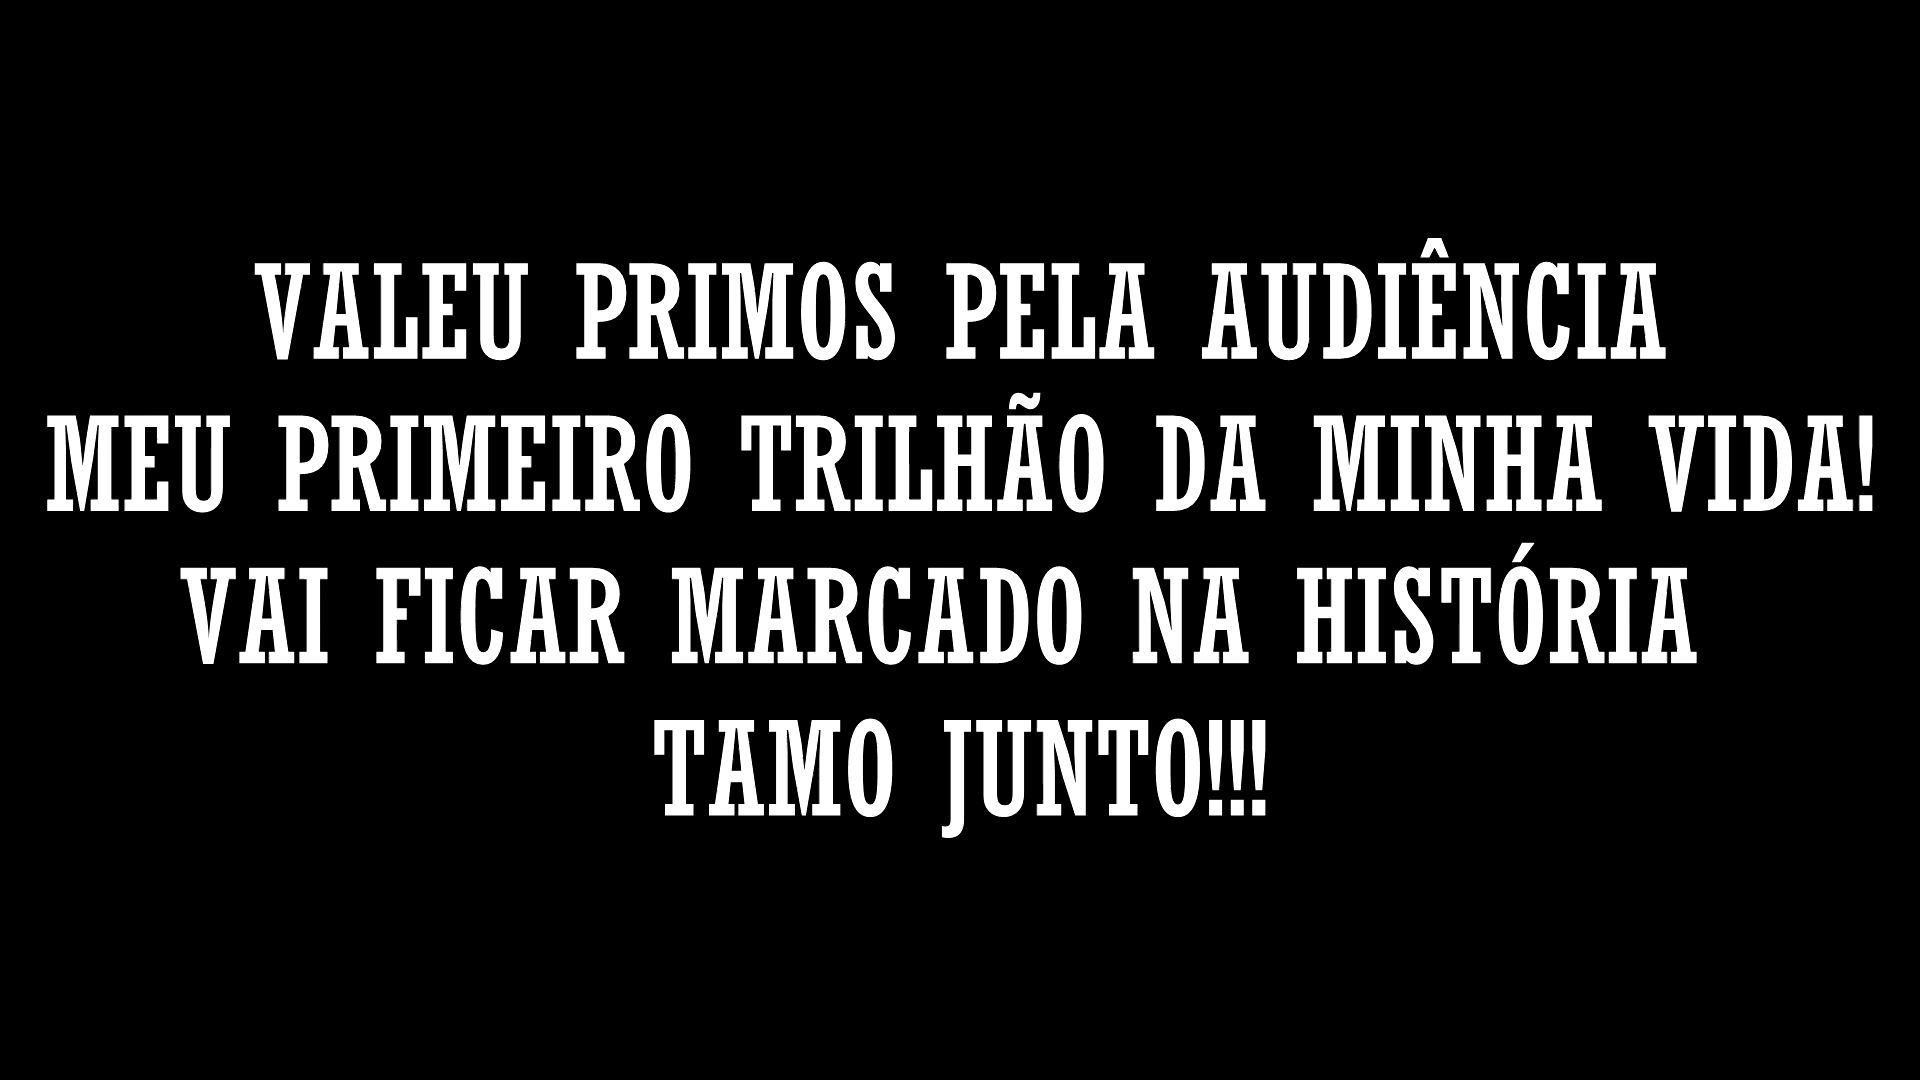 VALEU PRIMOS PELA AUDIÊNCIA
MEU PRIMEIRO TRILHÃO DA MINHA VIDA!
VAI FICAR MARCADO NA HISTÓRIA
TAMO JUNTO!!!